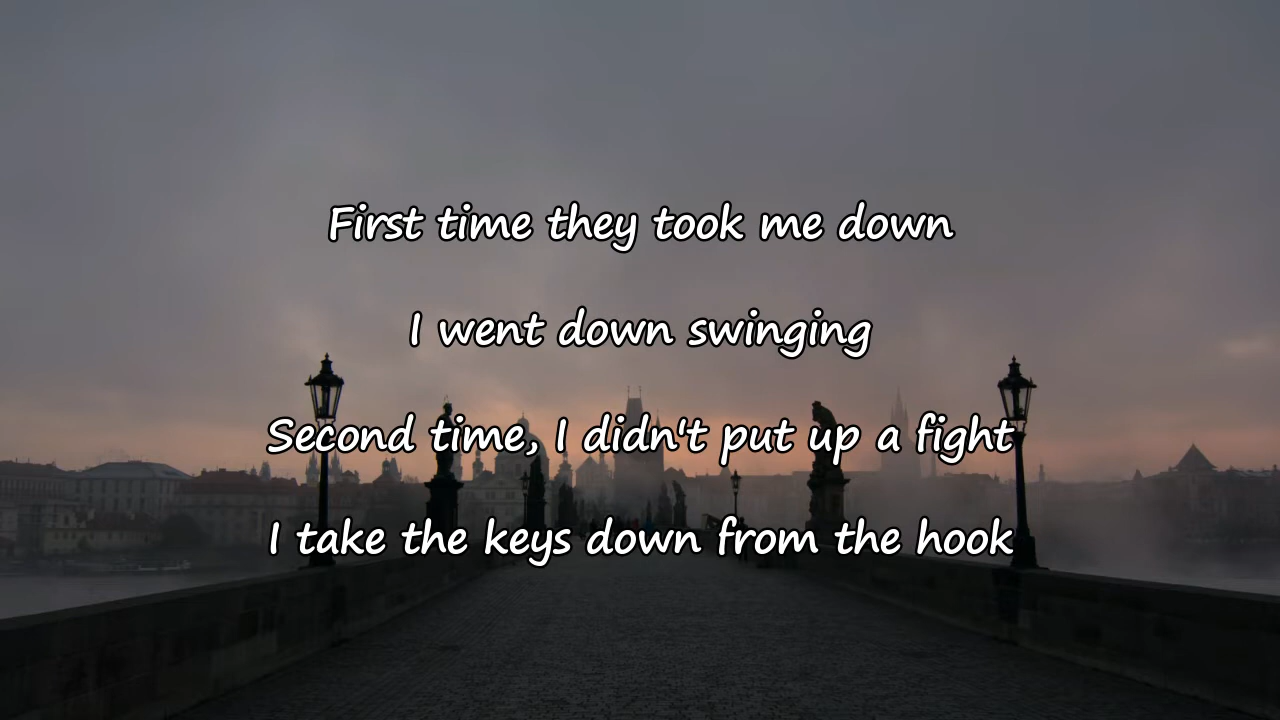 First time they took me down
I went down swinging
Second time, I didn't put up a fight
I take the keys down from the hook